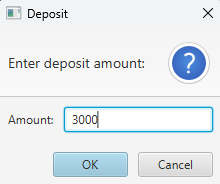 Deposit
Enter deposit amount:
?
Amount: 3000
OK Cancel